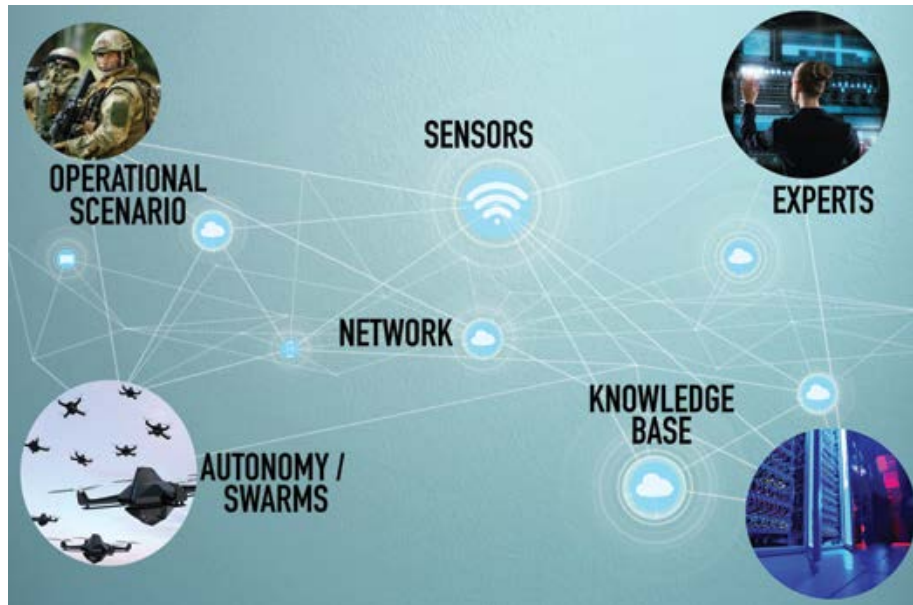 SENSORS
OPERATIONAL
SCENARIO
EXPERTS
NETWORK
KNOWLEDGE
BASE
AUTONOMY /
SWARMS